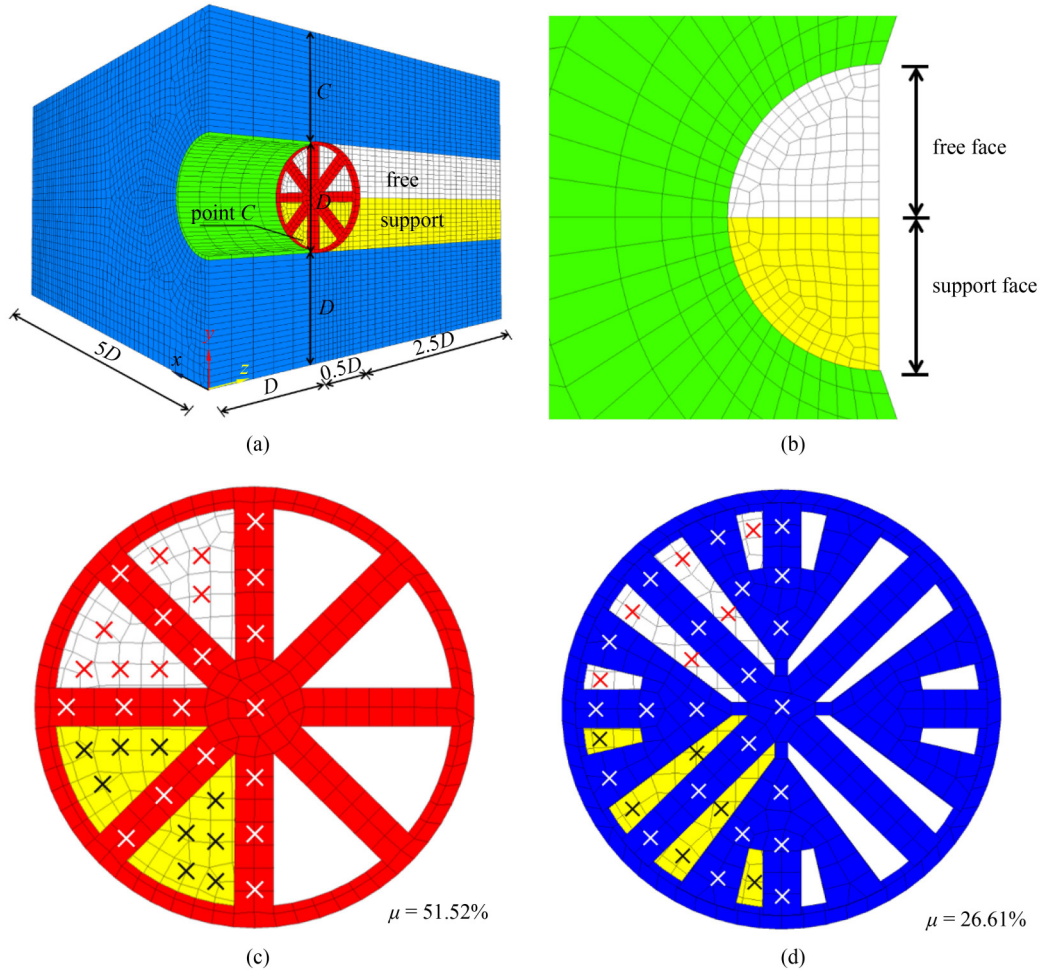 C
free
D
support
point C
D
y
x
z
5D
D
0.5D
2.5D
(a)
free face
support face
(b)
μ = 51.52%
(c)
μ = 26.61%
(d)